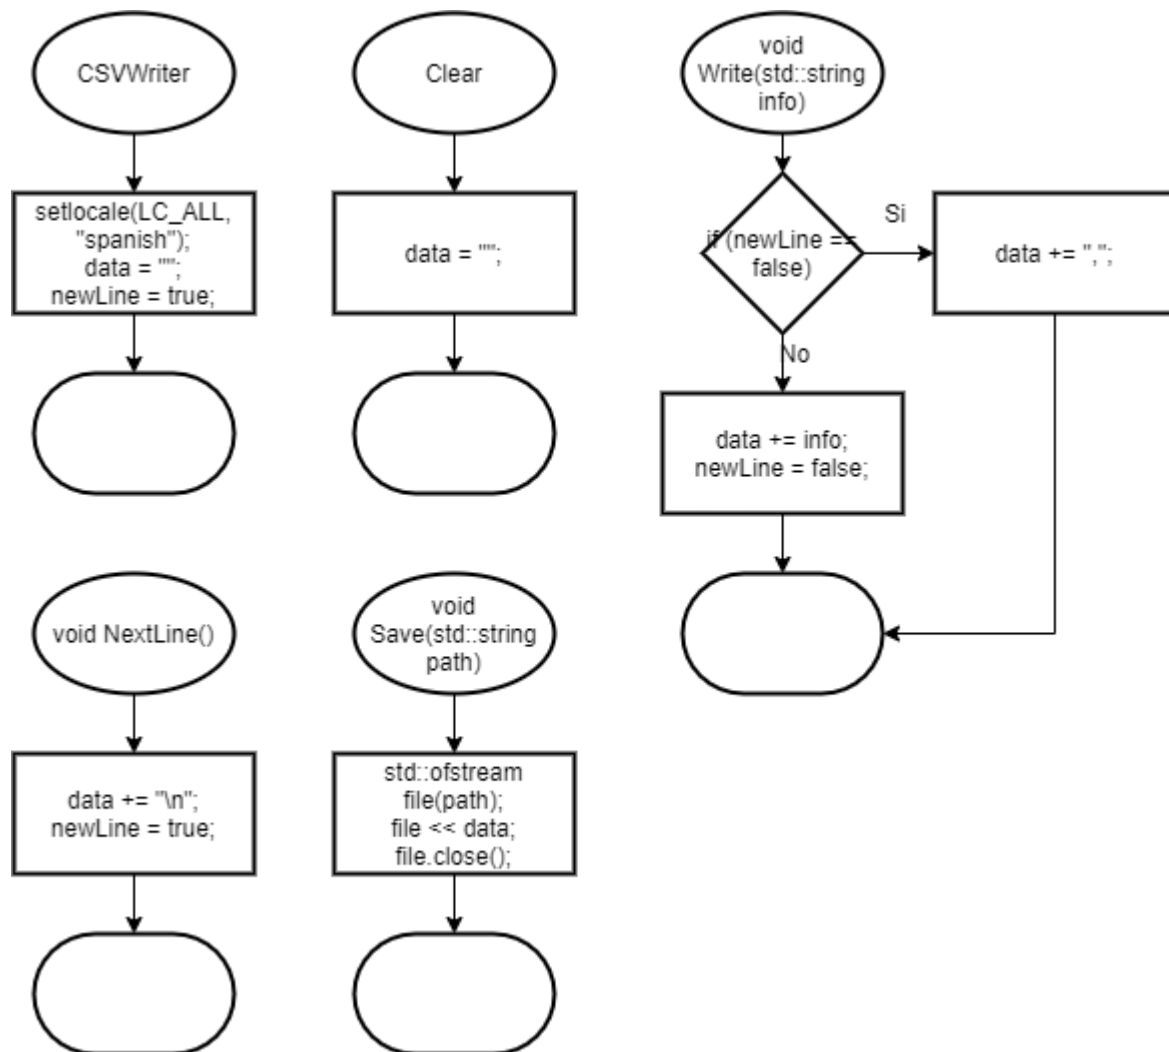 CSVWriter
setlocale(LC_ALL,
"spanish");
data = "";
newLine = true;
Clear
data = "";
void
Write(std::string
info)
if (newLine ==
false)
Si
data += ",";
No
data += info;
newLine = false;
void NextLine()
data += "\n";
newLine = true;
void
Save(std::string
path)
std::ofstream
file(path);
file << data;
file.close();